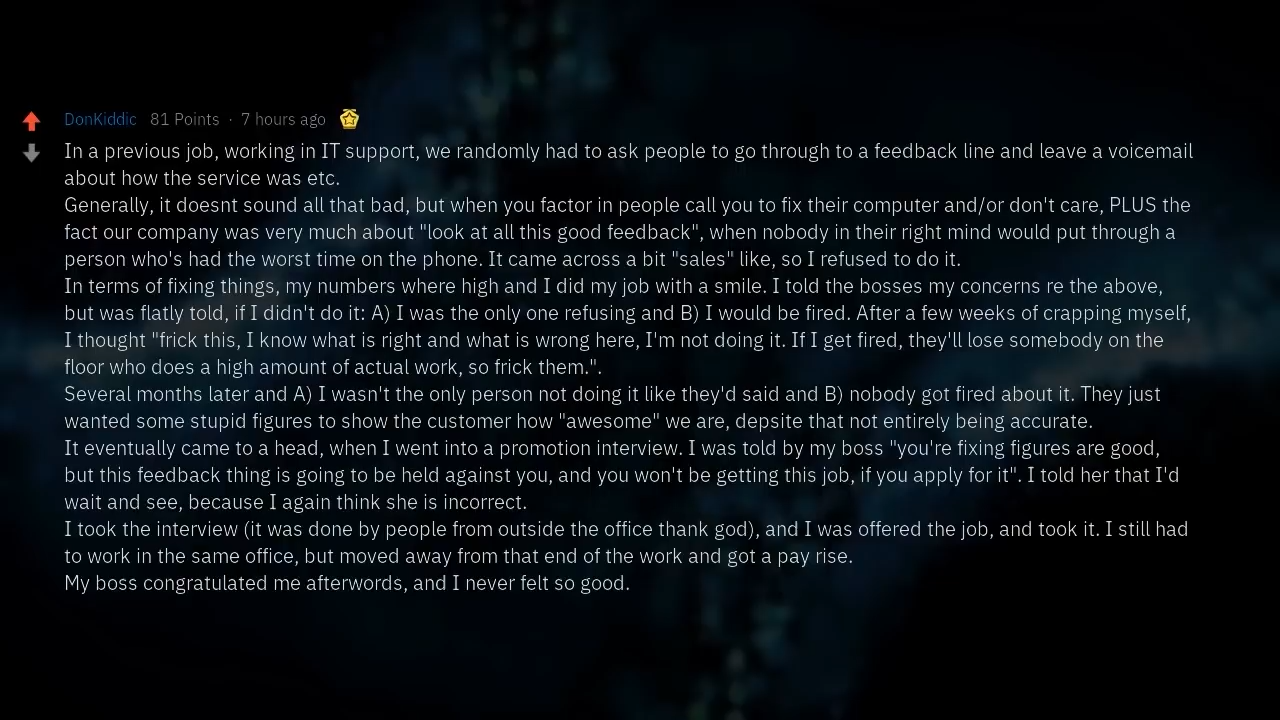 DonKiddic 81 Points · 7 hours ago
In a previous job, working in IT support, we randomly had to ask people to go through to a feedback line and leave a voicemail
about how the service was etc.
Generally, it doesnt sound all that bad, but when you factor in people call you to fix their computer and/or don't care, PLUS the
fact our company was very much about "look at all this good feedback", when nobody in their right mind would put through a
person who's had the worst time on the phone. It came across a bit "sales" like, so I refused to do it.
In terms of fixing things, my numbers where high and I did my job with a smile. I told the bosses my concerns re the above,
but was flatly told, if I didn't do it: A) I was the only one refusing and B) I would be fired. After a few weeks of crapping myself,
I thought "frick this, I know what is right and what is wrong here, I'm not doing it. If I get fired, they'll lose somebody on the
floor who does a high amount of actual work, so frick them.".
Several months later and A) I wasn't the only person not doing it like they'd said and B) nobody got fired about it. They just
wanted some stupid figures to show the customer how "awesome" we are, depsite that not entirely being accurate.
It eventually came to a head, when I went into a promotion interview. I was told by my boss "you're fixing figures are good,
but this feedback thing is going to be held against you, and you won't be getting this job, if you apply for it". I told her that I'd
wait and see, because I again think she is incorrect.
I took the interview (it was done by people from outside the office thank god), and I was offered the job, and took it. I still had
to work in the same office, but moved away from that end of the work and got a pay rise.
My boss congratulated me afterwords, and I never felt so good.